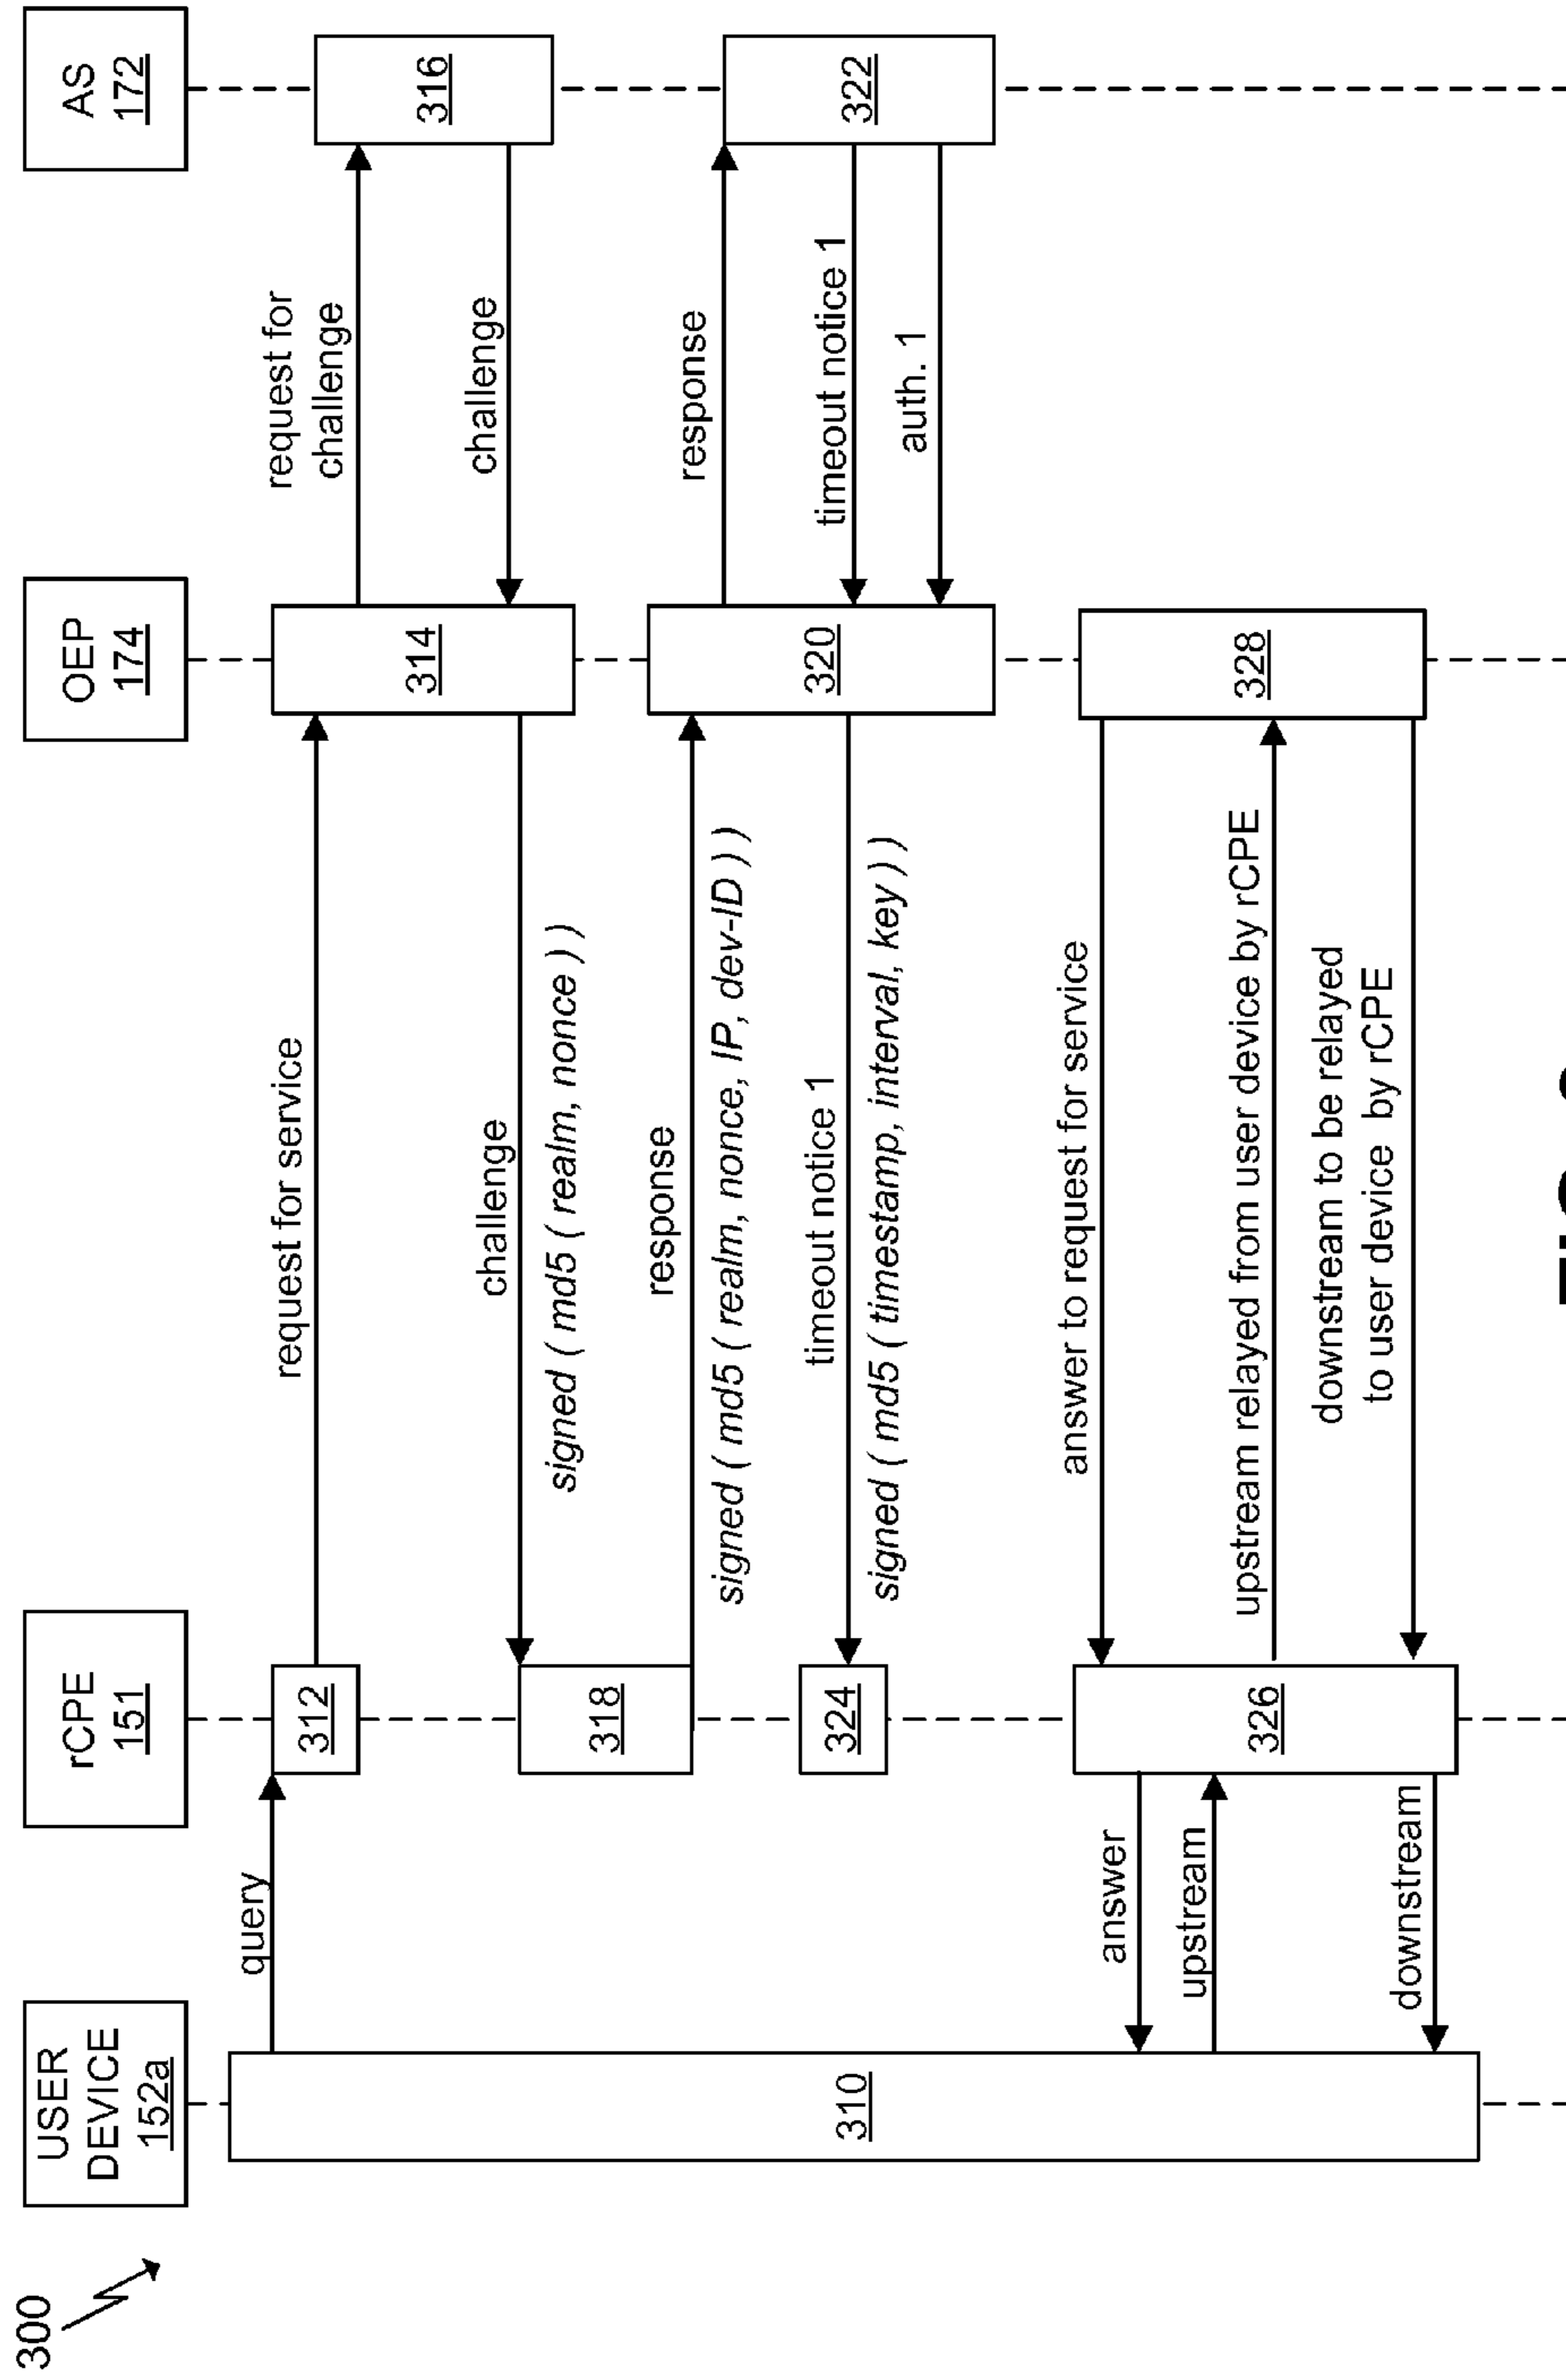 300
USER
DEVICE
152a
rCPE
151
OEP
174
AS
172
query
312
request for service
314
request for
challenge
316
challenge
challenge
signed ( md5 ( realm, nonce ) )
318
response
signed ( md5 ( realm, nonce, IP, dev-ID ) )
320
response
322
timeout notice 1
auth. 1
timeout notice 1
signed ( md5 ( timestamp, interval, key ) )
324
310
answer to request for service
answer
326
328
upstream
upstream relayed from user device by rCPE
downstream to be relayed
to user device by rCPE
downstream